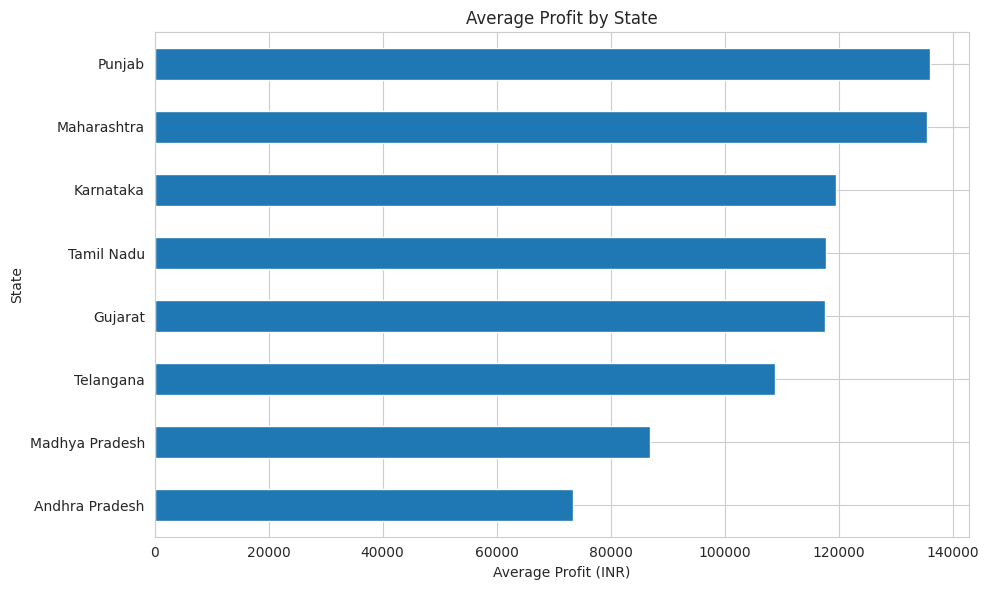 Average Profit by State
State
Punjab
Maharashtra
Karnataka
Tamil Nadu
Gujarat
Telangana
Madhya Pradesh
Andhra Pradesh
0 20000 40000 60000 80000 100000 120000 140000
Average Profit (INR)